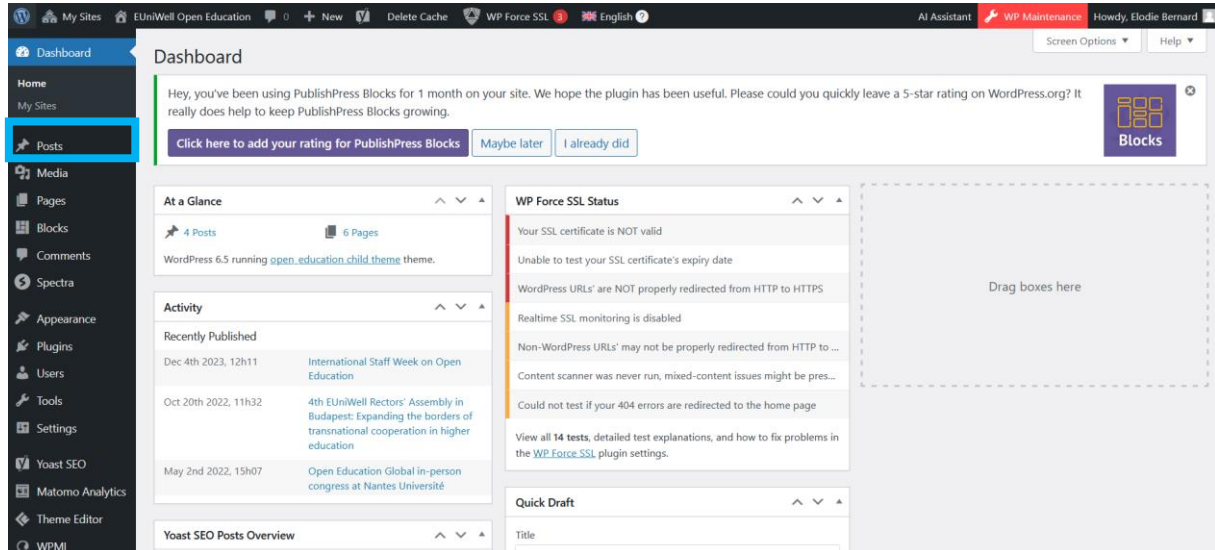 My Sites EUniWell Open Education 0 + New Delete Cache WP Force SSL 3 English ? AI Assistant WP Maintenance Howdy, Elodie Bernard
Dashboard
Home
My Sites
Posts
Media
Pages
Blocks
Comments
Spectra
Appearance
Plugins
Users
Tools
Settings
Yoast SEO
Matomo Analytics
Theme Editor
WPML
Screen Options ▼ Help ▼
Dashboard
Hey, you've been using PublishPress Blocks for 1 month on your site. We hope the plugin has been useful. Please could you quickly leave a 5-star rating on WordPress.org? It
really does help to keep PublishPress Blocks growing.
Click here to add your rating for PublishPress Blocks Maybe later I already did
Blocks
At a Glance
4 Posts 6 Pages
WordPress 6.5 running open education child theme theme.
Activity
Recently Published
Dec 4th 2023, 12h11 International Staff Week on Open
Education
Oct 20th 2022, 11h32 4th EUniWell Rectors' Assembly in
Budapest: Expanding the borders of
transnational cooperation in higher
education
May 2nd 2022, 15h07 Open Education Global in-person
congress at Nantes Université
Yoast SEO Posts Overview
WP Force SSL Status
Your SSL certificate is NOT valid
Unable to test your SSL certificate's expiry date
WordPress URLs' are NOT properly redirected from HTTP to HTTPS
Realtime SSL monitoring is disabled
Non-WordPress URLs' may not be properly redirected from HTTP to ...
Content scanner was never run, mixed-content issues might be pres...
Could not test if your 404 errors are redirected to the home page
View all 14 tests, detailed test explanations, and how to fix problems in
the WP Force SSL plugin settings.
Quick Draft
Title
Drag boxes here